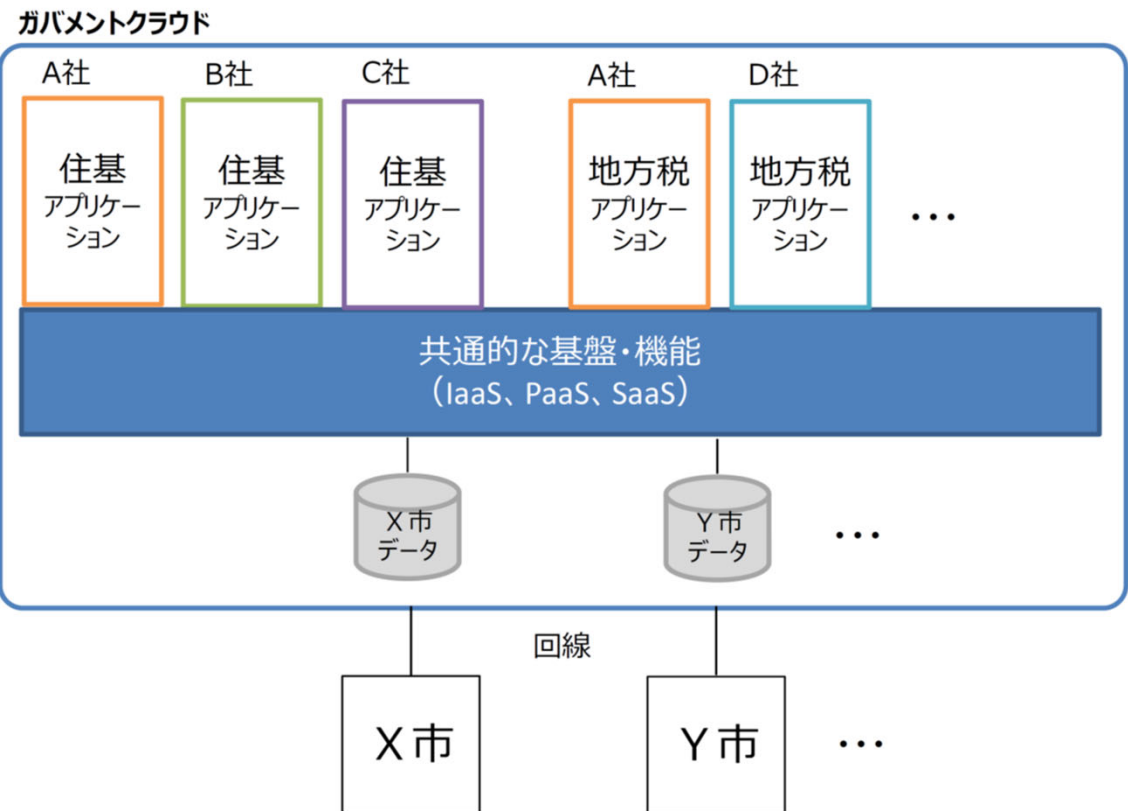 ガバメントクラウド
A社
B社
C社
A社
D社
住基
アプリケー
ション
住基
アプリケー
ション
住基
アプリケー
ション
地方税
アプリケー
ション
地方税
アプリケー
ション
・・・
共通的な基盤・機能
（IaaS、PaaS、SaaS）
X市
データ
Y市
データ
・・・
回線
X市
Y市
・・・